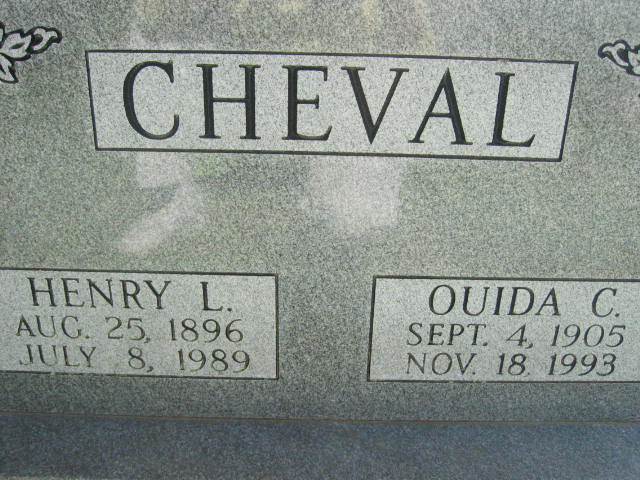 CHEVAL
HENRY L.
AUG. 25, 1896
JULY 8, 1989
OUIDA C.
SEPT. 4, 1905
NOV. 18, 1993